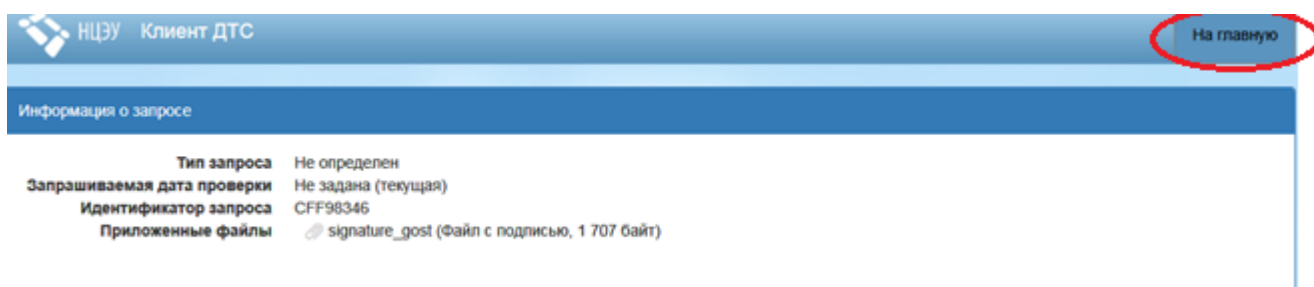 НЦЭУ Клиент ДТС На главную
Информация о запросе
Тип запроса Не определен
Запрашиваемая дата проверки Не задана (текущая)
Идентификатор запроса CFF98346
Приложенные файлы signature_gost (Файл с подписью, 1 707 байт)